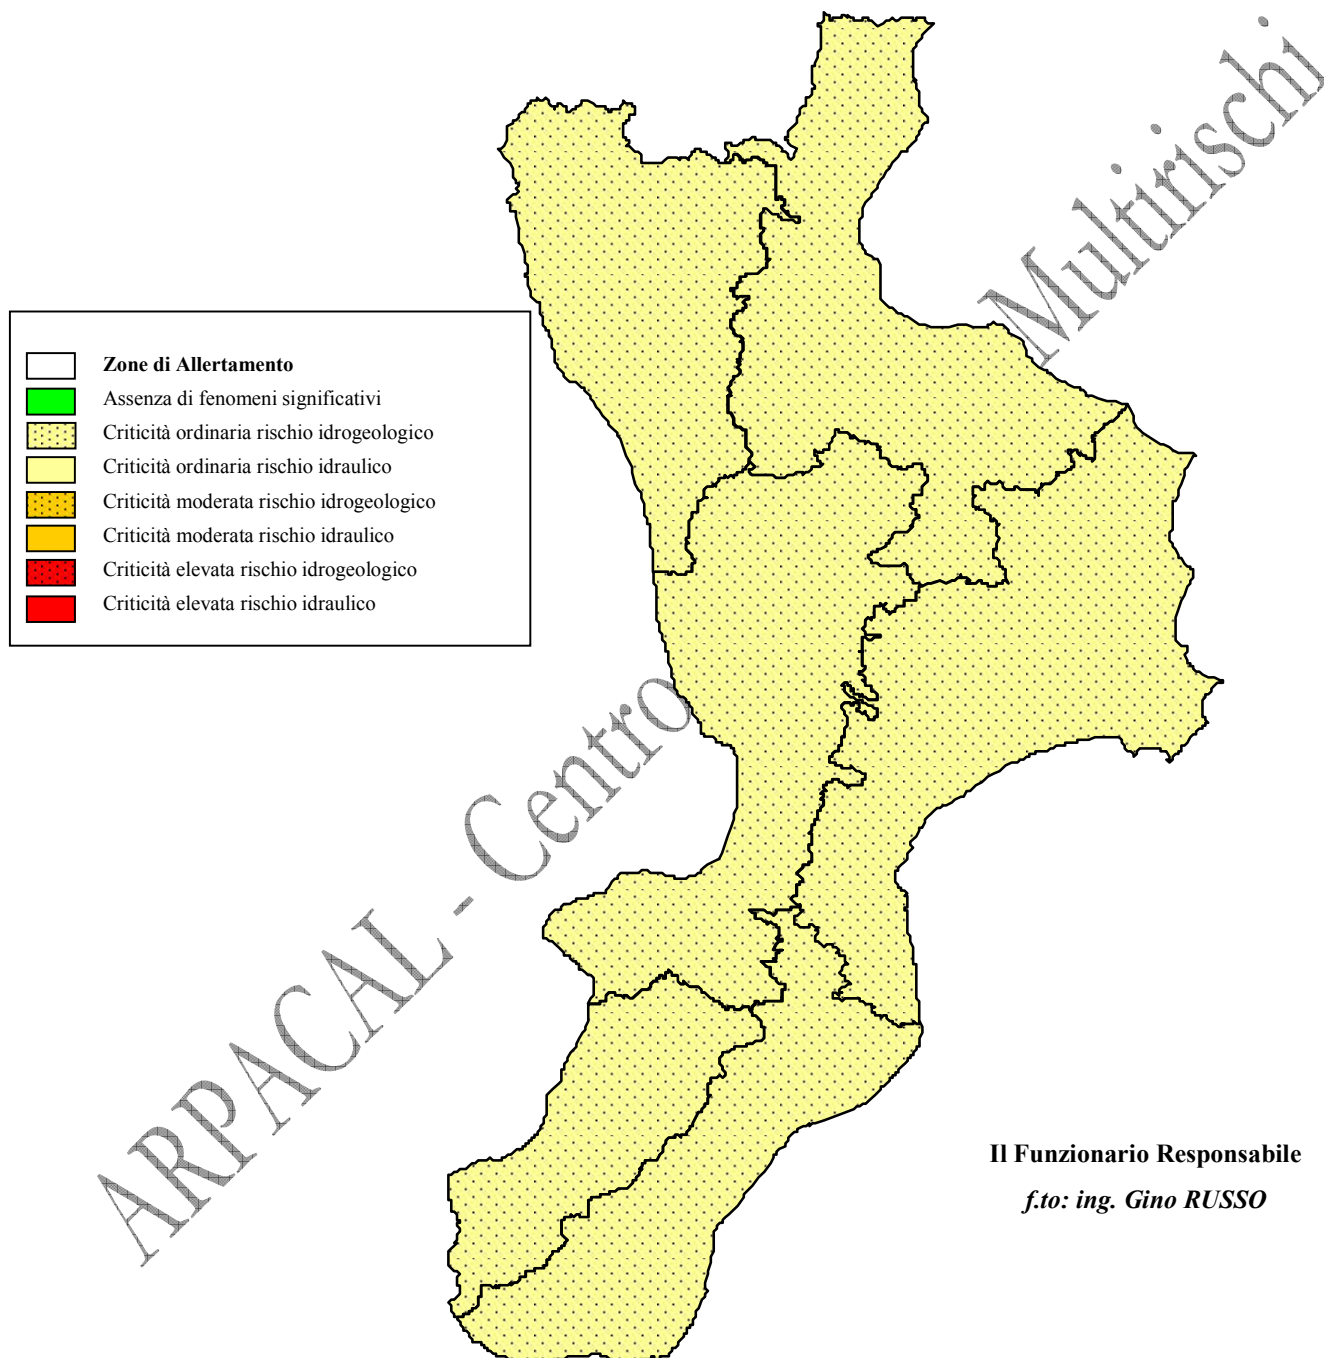 Zone di Allertamento
Assenza di fenomeni significativi
Criticità ordinaria rischio idrogeologico
Criticità ordinaria rischio idraulico
Criticità moderata rischio idrogeologico
Criticità moderata rischio idraulico
Criticità elevata rischio idrogeologico
Criticità elevata rischio idraulico
ARPACAL - Centro Multirischi
Il Funzionario Responsabile
f.to: ing. Gino RUSSO